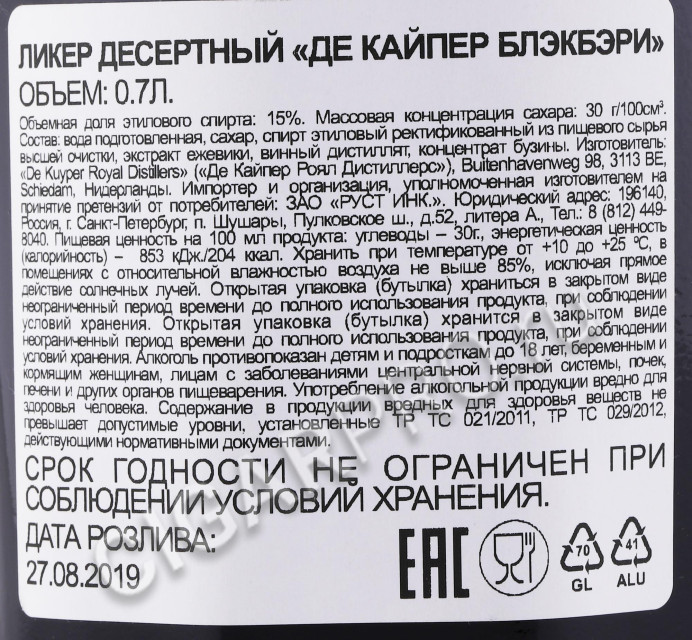 ЛИКЕР ДЕСЕРТНЫЙ «ДЕ КАЙПЕР БЛЭКБЭРИ»
ОБЪЕМ: 0.7Л.
Объемная доля этилового спирта: 15%. Массовая концентрация сахара: 30 г/100см³.
Состав: вода подготовленная, сахар, спирт этиловый ректификованный из пищевого сырья
высшей очистки, экстракт ежевики, винный дистиллят, концентрат бузины. Изготовитель:
«De Kuyper Royal Distillers» («Де Кайпер Роял Дистиллерс»), Buitenhavenweg 98, 3113 BE,
Schiedam, Нидерланды. Импортер и организация, уполномоченная изготовителем на
принятие претензий от потребителей: ЗАО «РУСТ ИНК.». Юридический адрес: 196140,
Россия, г. Санкт-Петербург, п. Шушары, Пулковское ш., д.52, литера А., Тел.: 8 (812) 449-
8040. Пищевая ценность на 100 мл продукта: углеводы – 30г., энергетическая ценность
(калорийность) – 853 кДж./204 ккал. Хранить при температуре от +10 до +25 °С, в
помещениях с относительной влажностью воздуха не выше 85%, исключая прямое
действие солнечных лучей. Открытая упаковка (бутылка) храниться в закрытом виде
неограниченный период времени до полного использования продукта, при соблюдении
условий хранения. Открытая упаковка (бутылка) хранится в закрытом виде
неограниченный период времени до полного использования продукта, при соблюдении
условий хранения. Алкоголь противопоказан детям и подросткам до 18 лет, беременным и
кормящим женщинам, лицам с заболеваниями центральной нервной системы, почек,
печени и других органов пищеварения. Употребление алкогольной продукции вредно для
здоровья человека. Содержание в продукции вредных для здоровья веществ не
превышает допустимые уровни, установленные ТР ТС 021/2011, ТР ТС 029/2012,
действующими нормативными документами.
СРОК ГОДНОСТИ НЕ ОГРАНИЧЕН ПРИ
СОБЛЮДЕНИИ УСЛОВИЙ ХРАНЕНИЯ.
ДАТА РОЗЛИВА:
27.08.2019
EAC
70
GL
41
ALU
CIGARPRO.ru